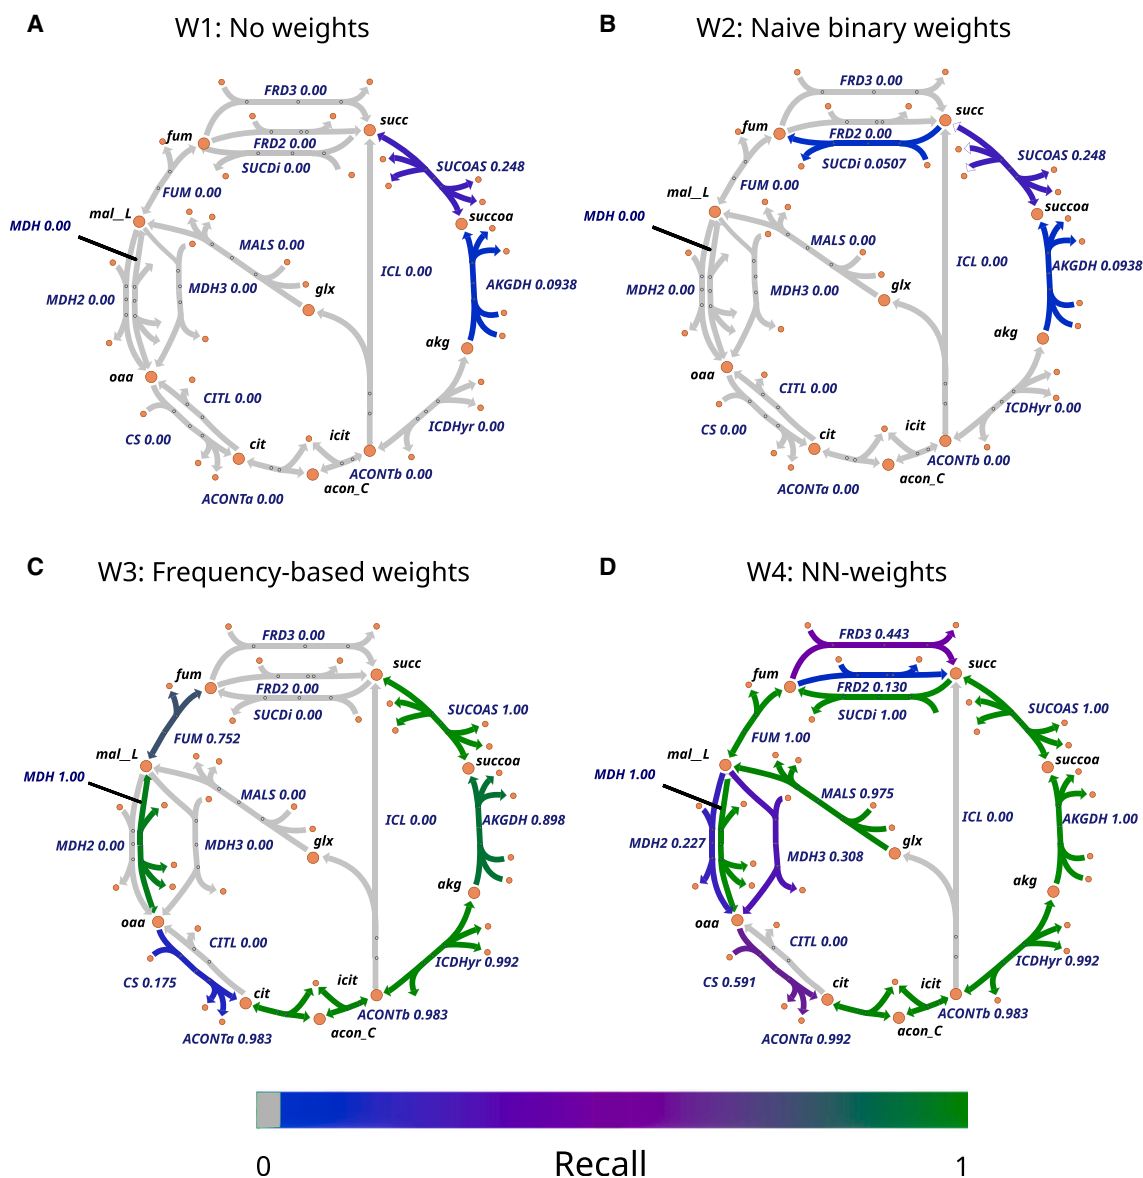 A
W1: No weights
FRD3 0.00
succ
fum
FRD2 0.00
SUCDi 0.00
SUCOAS 0.248
FUM 0.00
mal__L
succoa
MDH 0.00
MALS 0.00
ICL 0.00
AKGDH 0.0938
MDH2 0.00
MDH3 0.00
glx
akg
oaa
CITL 0.00
CS 0.00
cit
icit
ICDHyr 0.00
ACONTb 0.00
acon_C
ACONTa 0.00
B
W2: Naive binary weights
FRD3 0.00
succ
fum
FRD2 0.00
SUCDi 0.0507
SUCOAS 0.248
FUM 0.00
mal__L
succoa
MDH 0.00
MALS 0.00
ICL 0.00
AKGDH 0.0938
MDH2 0.00
MDH3 0.00
glx
akg
oaa
CITL 0.00
CS 0.00
cit
icit
ICDHyr 0.00
ACONTb 0.00
acon_C
ACONTa 0.00
C
W3: Frequency-based weights
FRD3 0.00
succ
fum
FRD2 0.00
SUCDi 0.00
SUCOAS 1.00
FUM 0.752
mal__L
succoa
MDH 1.00
MALS 0.00
ICL 0.00
AKGDH 0.898
MDH2 0.00
MDH3 0.00
glx
akg
oaa
CITL 0.00
ICDHyr 0.992
CS 0.175
cit
icit
ACONTb 0.983
acon_C
ACONTa 0.983
D
W4: NN-weights
FRD3 0.443
succ
fum
FRD2 0.130
SUCDi 1.00
SUCOAS 1.00
FUM 1.00
mal__L
succoa
MDH 1.00
MALS 0.975
ICL 0.00
AKGDH 1.00
MDH2 0.227
MDH3 0.308
glx
akg
oaa
CITL 0.00
ICDHyr 0.992
CS 0.591
cit
icit
ACONTb 0.983
acon_C
ACONTa 0.992
0
Recall
1